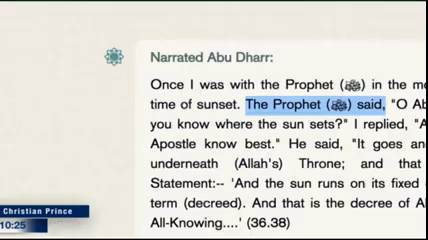 Narrated Abu Dharr:
Once I was with the Prophet (ﷺ) in the
time of sunset. The Prophet (ﷺ) said, "O
you know where the sun sets?" I replied,
Apostle know best." He said, "It goes
underneath (Allah's) Throne; and that
Statement:-- 'And the sun runs on its fixed
term (decreed). And that is the decree of
All-Knowing....' (36.38)
Christian Prince
10:25